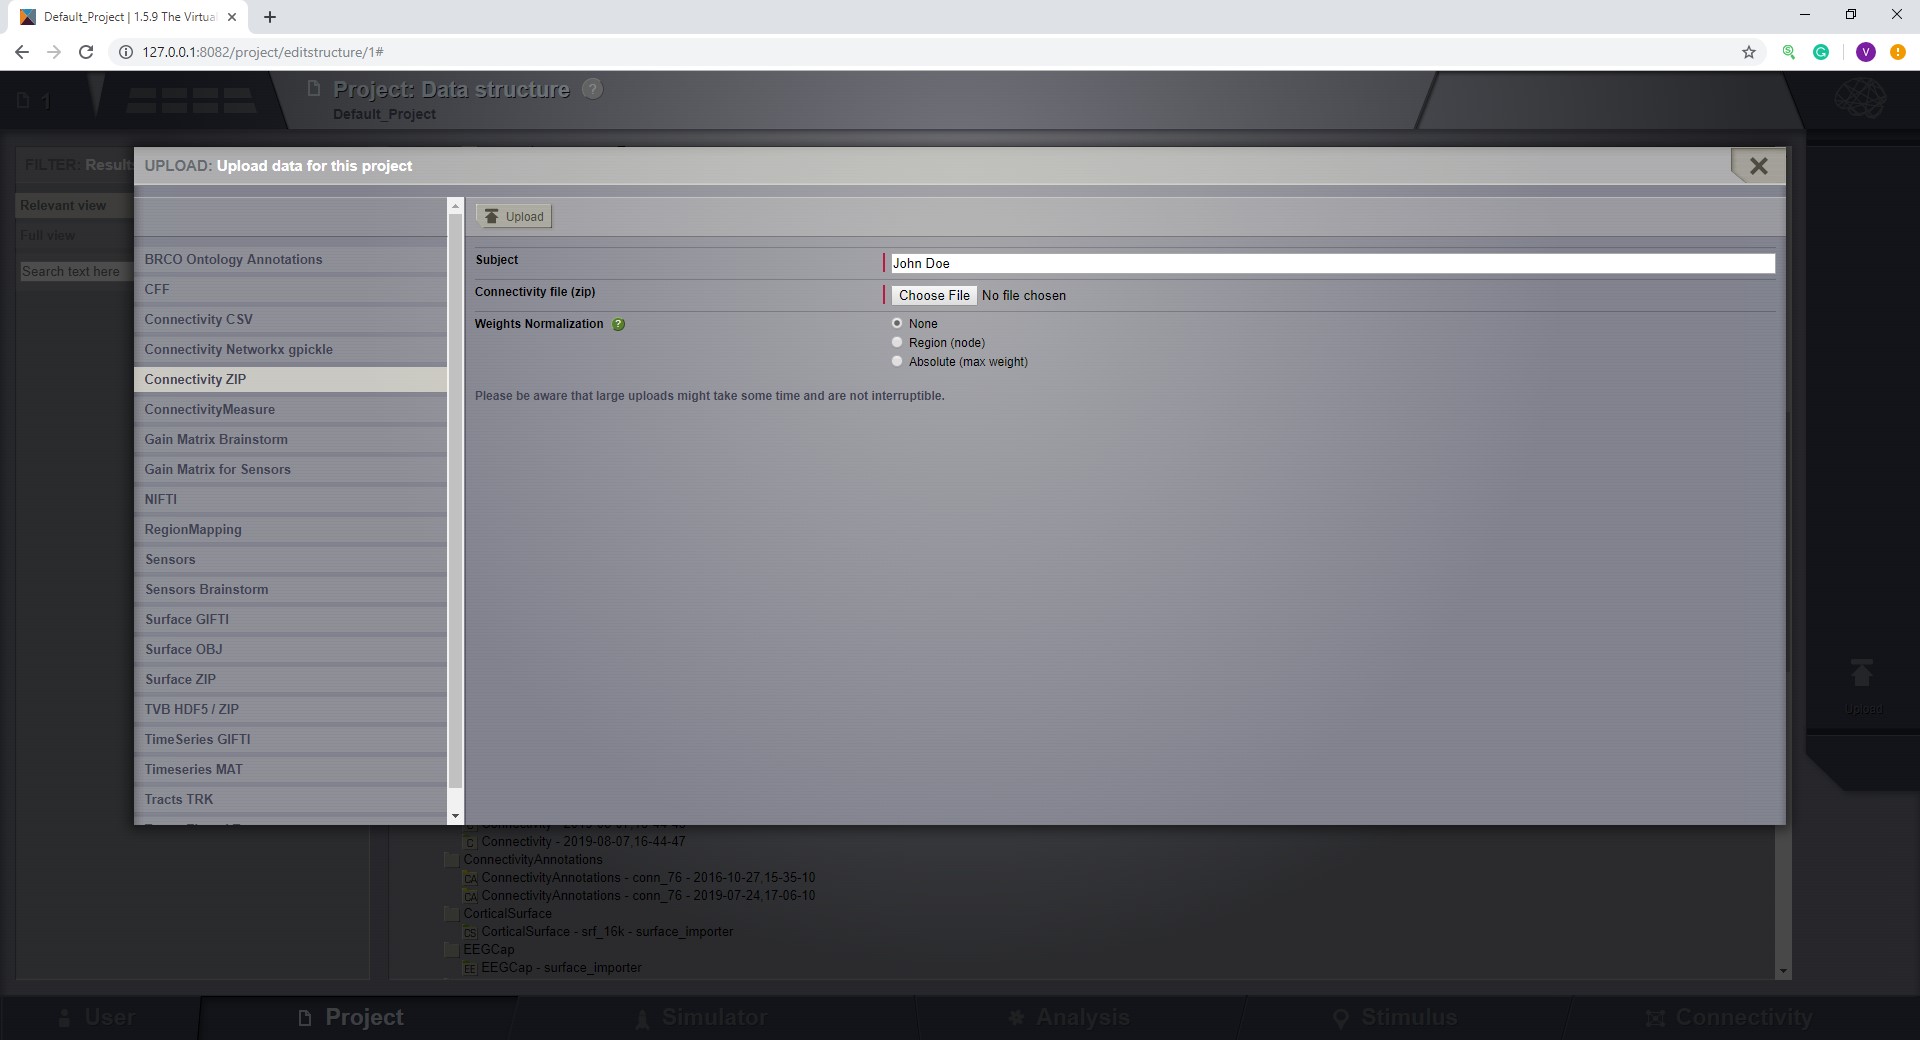 Default_Project | 1.5.9 The Virtua
127.0.0.1:8082/project/editstructure/1#
V
1
Project: Data structure ?
Default_Project
FILTER: Result
Relevant view
Full view
Search text here
UPLOAD: Upload data for this project
Upload
BRCO Ontology Annotations
CFF
Connectivity CSV
Connectivity Networkx gpickle
Connectivity ZIP
ConnectivityMeasure
Gain Matrix Brainstorm
Gain Matrix for Sensors
NIFTI
RegionMapping
Sensors
Sensors Brainstorm
Surface GIFTI
Surface OBJ
Surface ZIP
TVB HDF5 / ZIP
TimeSeries GIFTI
Timeseries MAT
Tracts TRK
Subject
John Doe
Connectivity file (zip)
Choose File No file chosen
Weights Normalization ?
None
Region (node)
Absolute (max weight)
Please be aware that large uploads might take some time and are not interruptible.
Upload
C Connectivity - 2019-08-07,16-44-47
ConnectivityAnnotations
CA ConnectivityAnnotations - conn_76 - 2016-10-27,15-35-10
CA ConnectivityAnnotations - conn_76 - 2019-07-24,17-06-10
CorticalSurface
CS CorticalSurface - srf_16k - surface_importer
EEGCap
EE EEGCap - surface_importer
User
Project
Simulator
Analysis
Stimulus
Connectivity